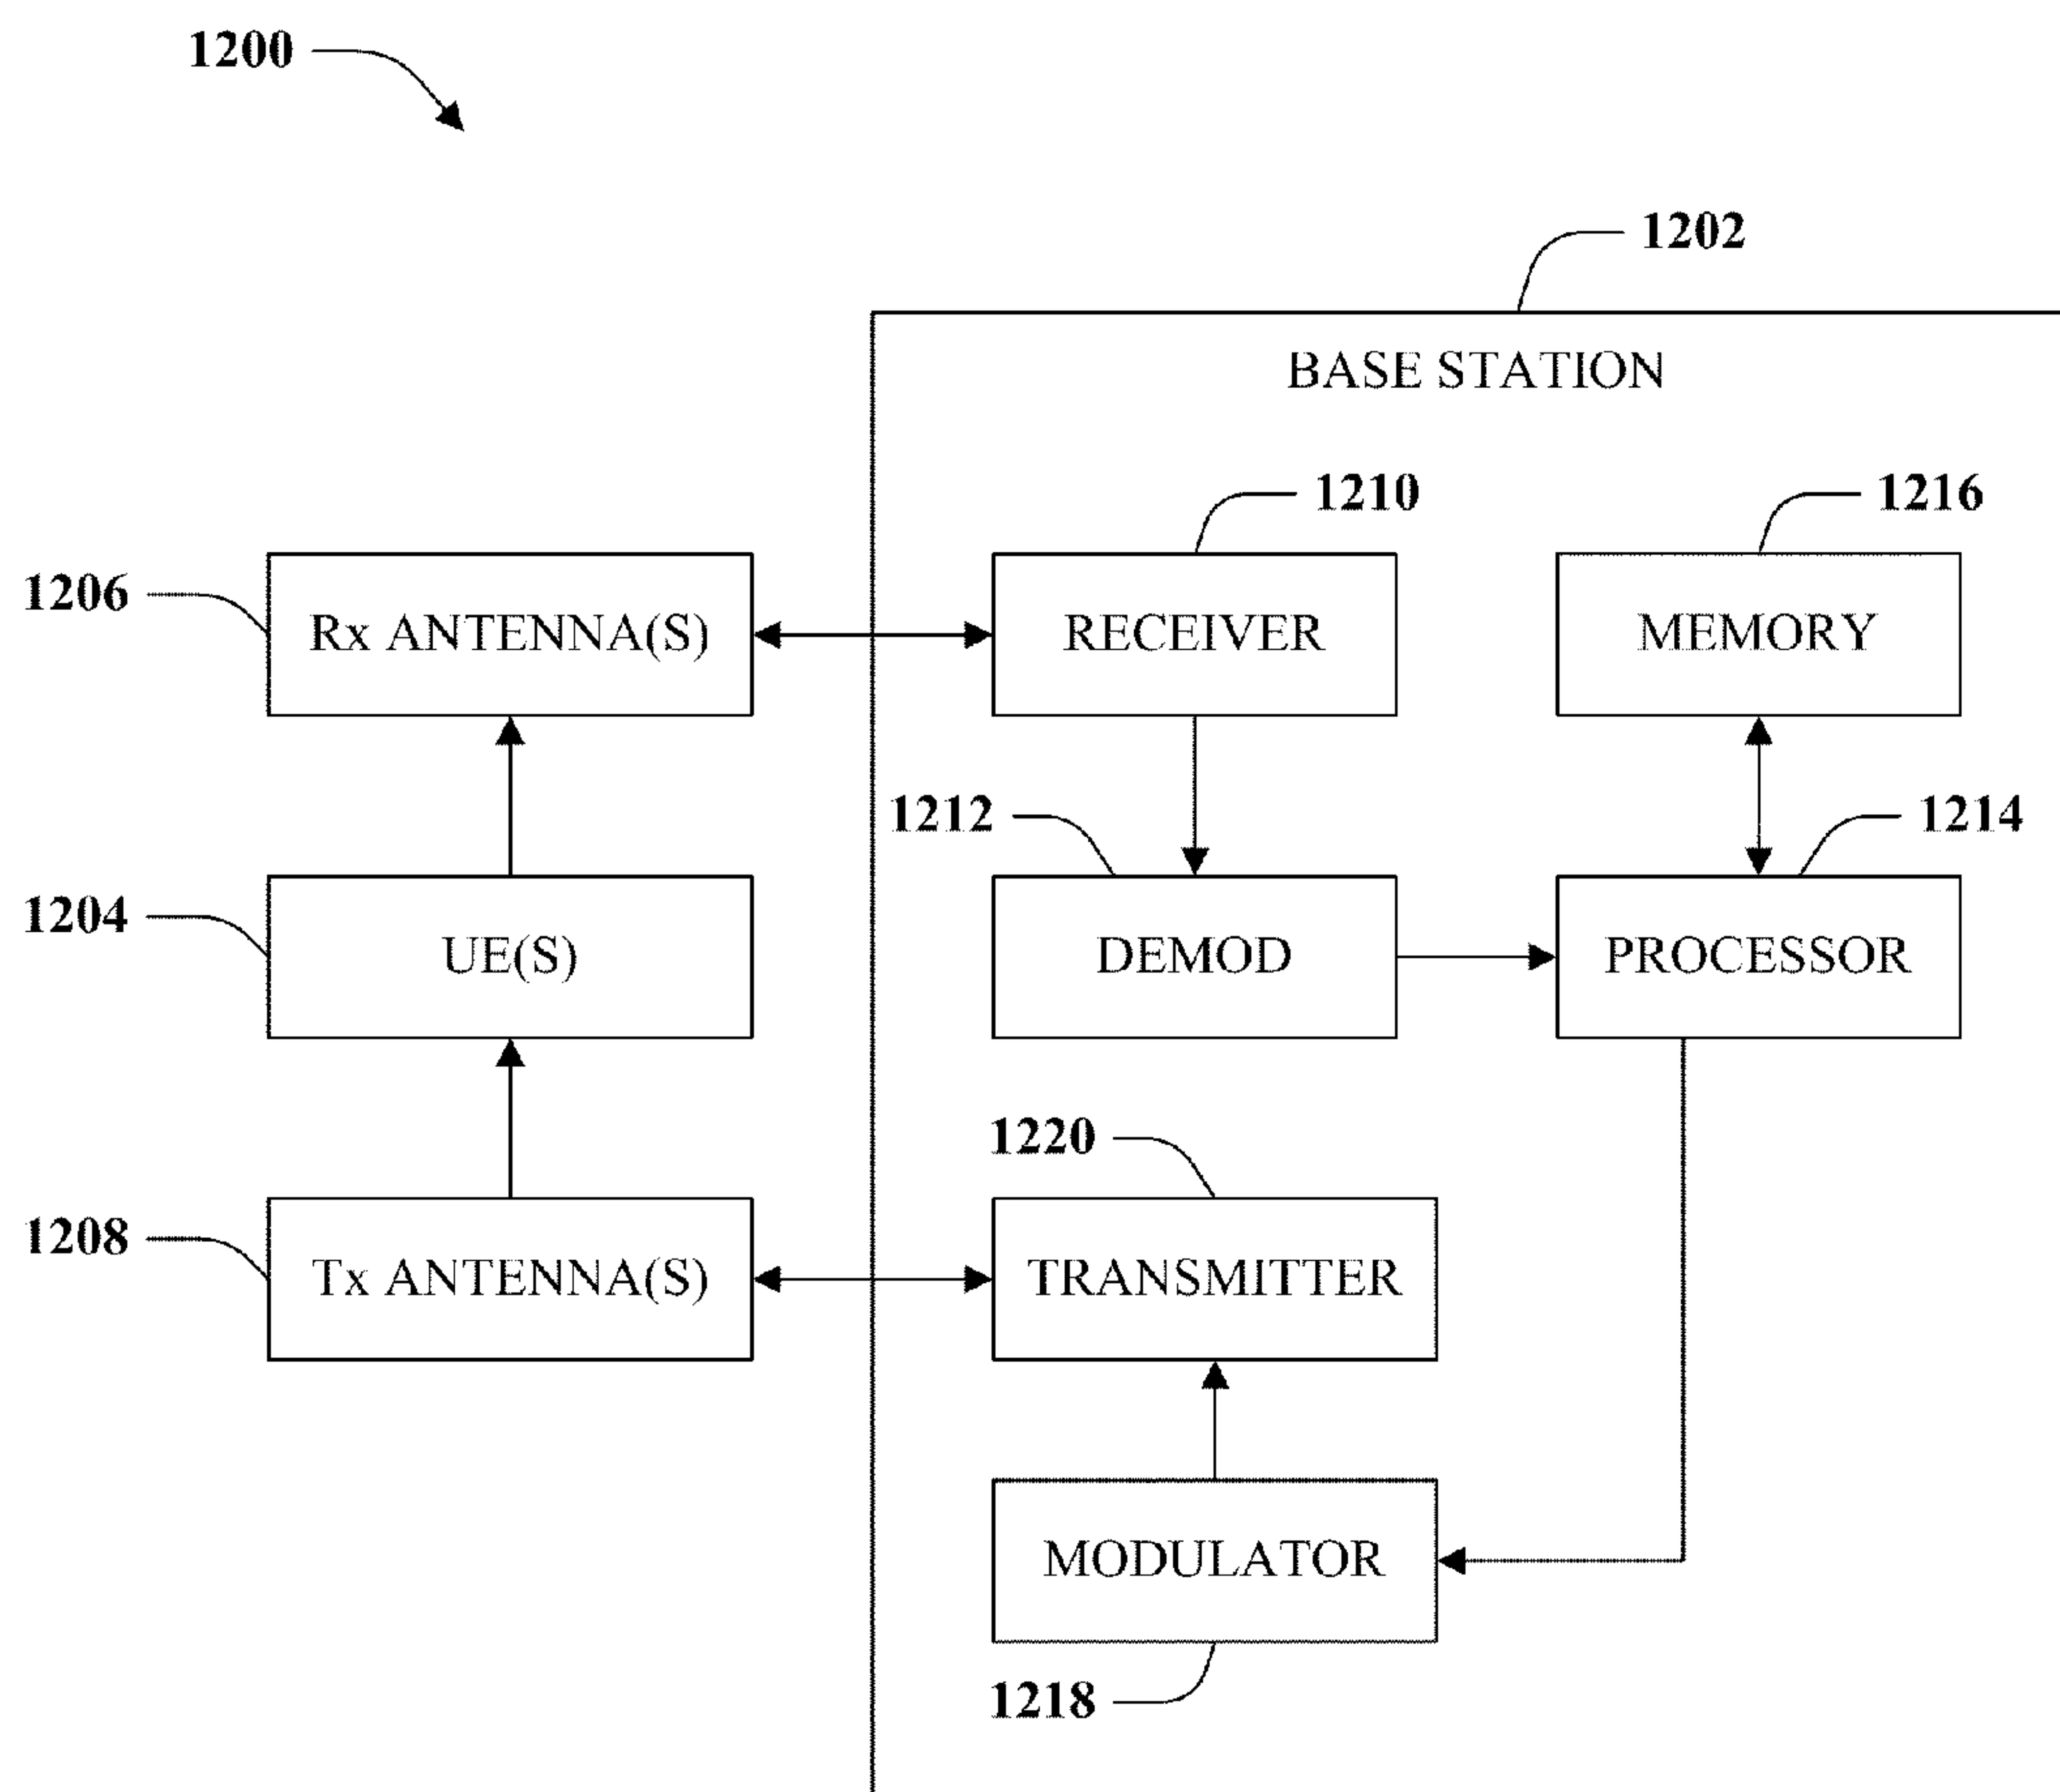 1200
1202
BASE STATION
1210
1216
1206
Rx ANTENNA(S)
RECEIVER
MEMORY
1212
1214
1204
UE(S)
DEMOD
PROCESSOR
1220
1208
Tx ANTENNA(S)
TRANSMITTER
MODULATOR
1218